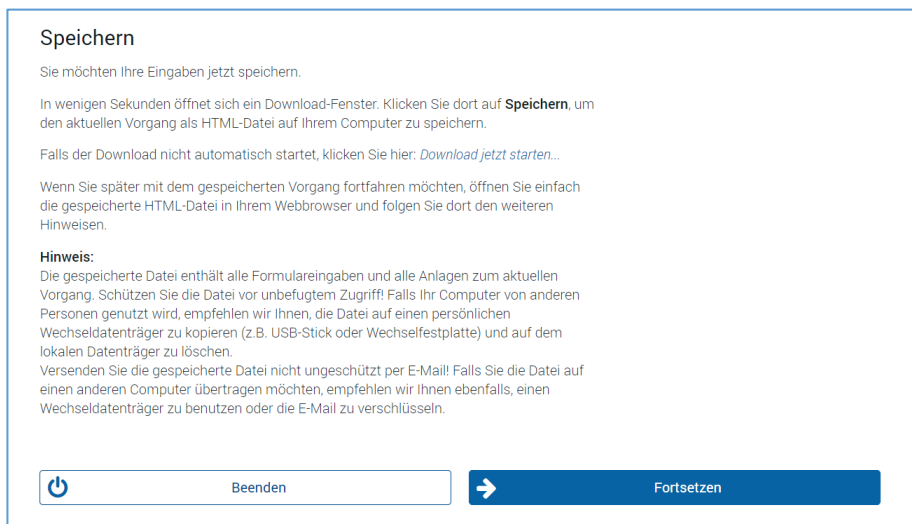 Speichern
Sie möchten Ihre Eingaben jetzt speichern.
In wenigen Sekunden öffnet sich ein Download-Fenster. Klicken Sie dort auf Speichern, um
den aktuellen Vorgang als HTML-Datei auf Ihrem Computer zu speichern.
Falls der Download nicht automatisch startet, klicken Sie hier: Download jetzt starten...
Wenn Sie später mit dem gespeicherten Vorgang fortfahren möchten, öffnen Sie einfach
die gespeicherte HTML-Datei in Ihrem Webbrowser und folgen Sie dort den weiteren
Hinweisen.
Hinweis:
Die gespeicherte Datei enthält alle Formulareingaben und alle Anlagen zum aktuellen
Vorgang. Schützen Sie die Datei vor unbefugtem Zugriff! Falls Ihr Computer von anderen
Personen genutzt wird, empfehlen wir Ihnen, die Datei auf einen persönlichen
Wechseldatenträger zu kopieren (z.B. USB-Stick oder Wechselfestplatte) und auf dem
lokalen Datenträger zu löschen.
Versenden Sie die gespeicherte Datei nicht ungeschützt per E-Mail! Falls Sie die Datei auf
einen anderen Computer übertragen möchten, empfehlen wir Ihnen ebenfalls, einen
Wechseldatenträger zu benutzen oder die E-Mail zu verschlüsseln.
Beenden
Fortsetzen